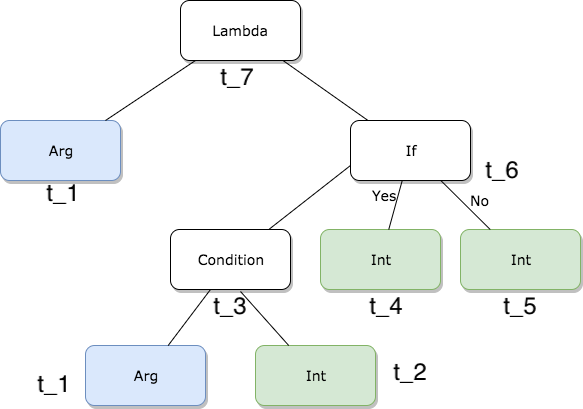 Lambda
t_7
Arg
t_1
If
t_6
Yes
No
Condition
t_3
Int
t_4
Int
t_5
Arg
t_1
Int
t_2